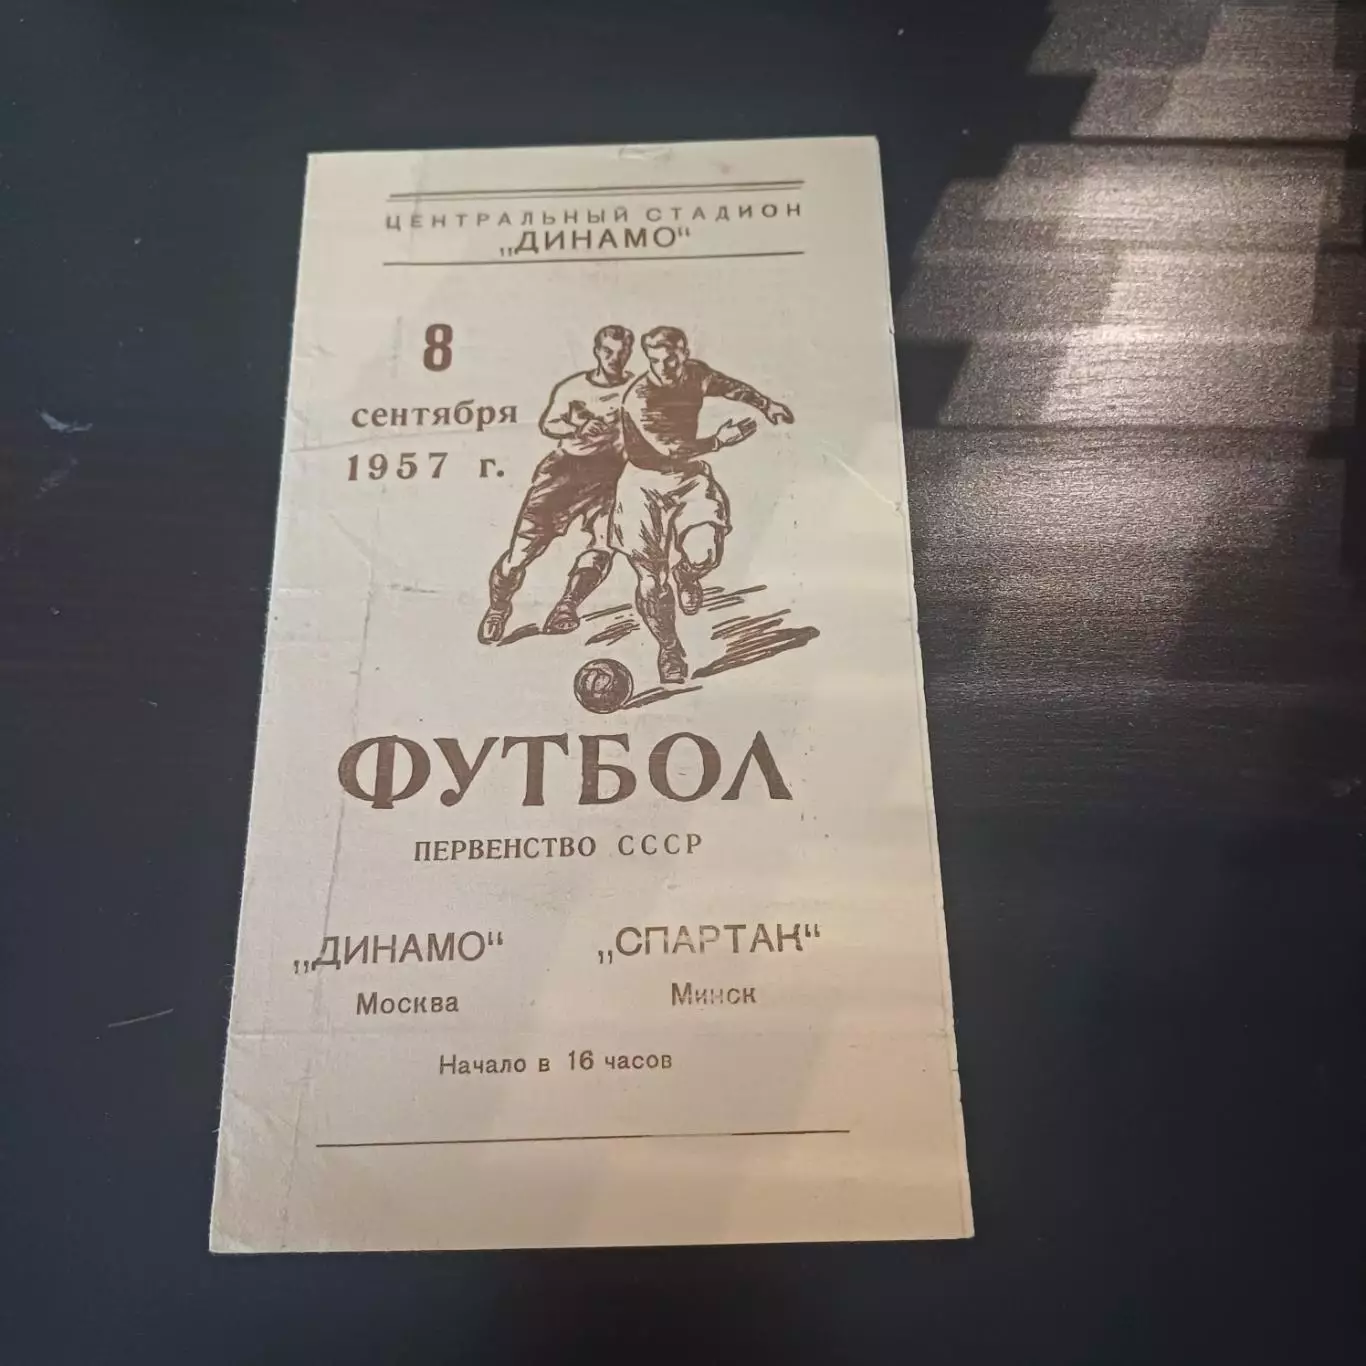 ЦЕНТРАЛЬНЫЙ СТАДИОН
„ДИНАМО“
8
сентября
1957 г.
ФУТБОЛ
ПЕРВЕНСТВО СССР
„ДИНАМО“ „СПАРТАК“
Москва Минск
Начало в 16 часов